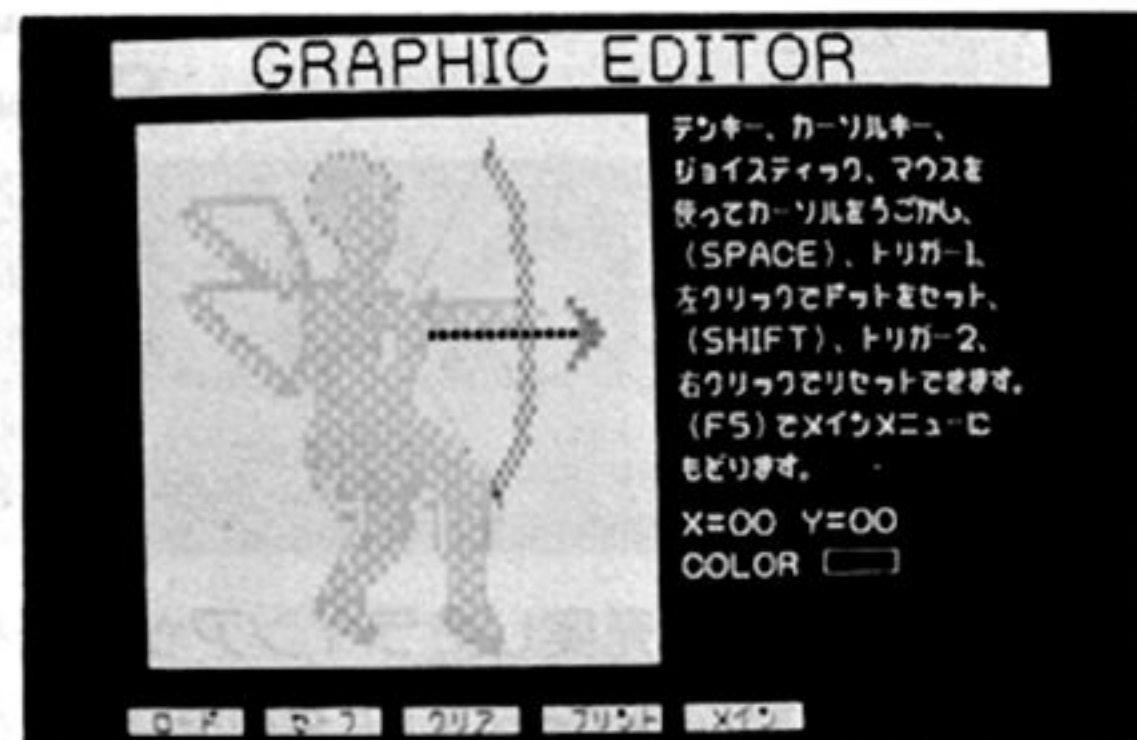 GRAPHIC EDITOR
テンキー、カーソルキー、
ジョイスティック、マウスを
使ってカーソルをうごかし、
(SPACE)、トリガー1、
左クリックでドットをセット、
(SHIFT)、トリガー2、
右クリックでリセットできます。
(F5)でメインメニューに
もどります。
X=00 Y=00
COLOR
ロード セーブ クリア プリント メイン